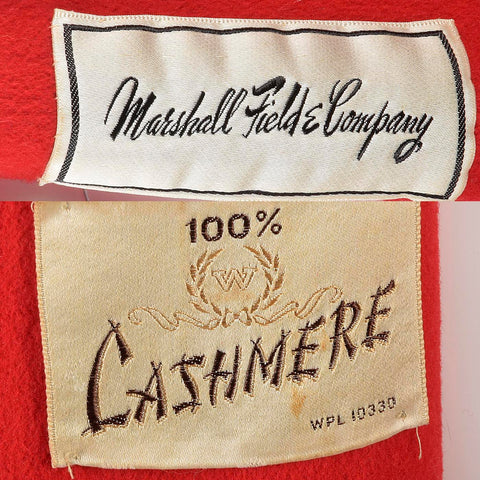 Marshall Field & Company
100%
W
CASHMERE
WPL 10330